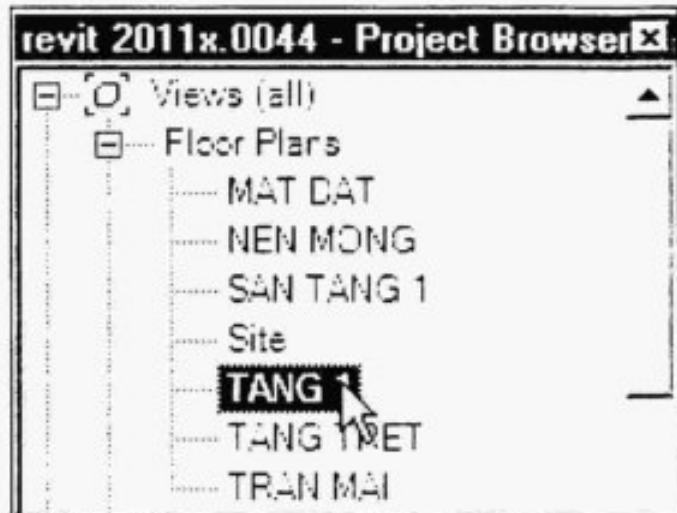 revit 2011x.0044 - Project Browser
Views (all)
Floor Plans
MAT DAT
NEN MONG
SAN TANG 1
Site
TANG 1
TANG TRET
TRAN MAI